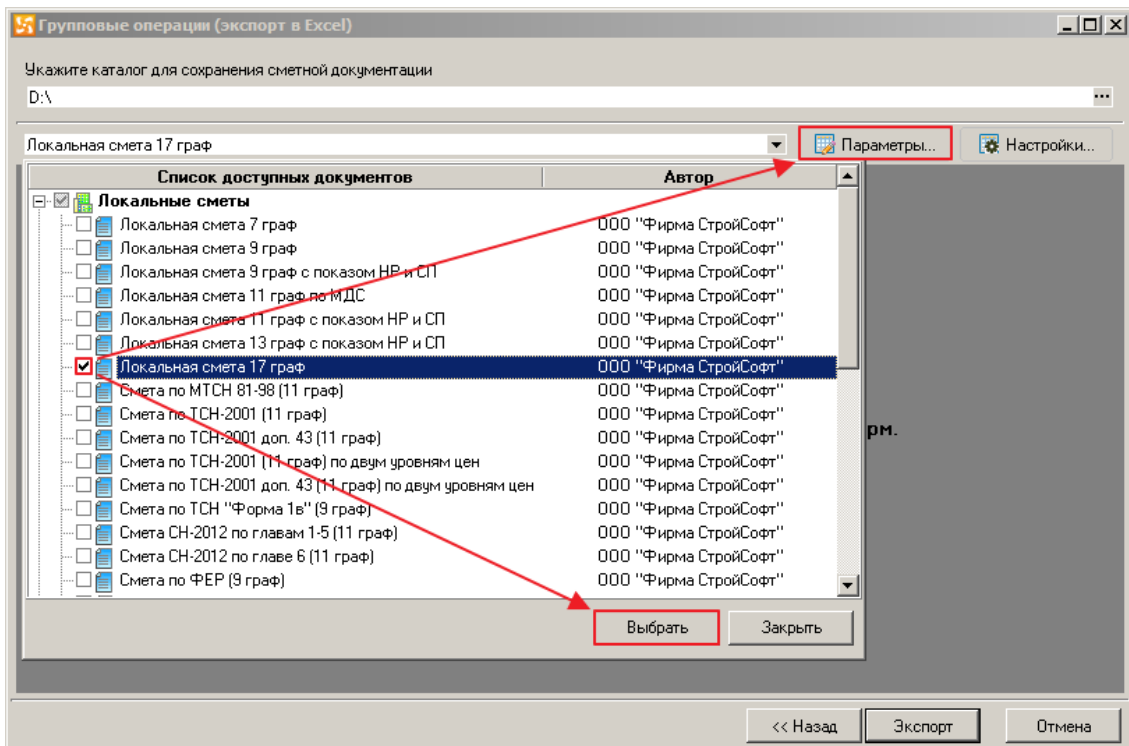 Групповые операции (экспорт в Excel)
Укажите каталог для сохранения сметной документации
D:\
Локальная смета 17 граф Параметры... Настройки...
Список доступных документов Автор
Локальные сметы
Локальная смета 7 граф ООО "Фирма СтройСофт"
Локальная смета 9 граф ООО "Фирма СтройСофт"
Локальная смета 9 граф с показом НР и СП ООО "Фирма СтройСофт"
Локальная смета 11 граф по МДС ООО "Фирма СтройСофт"
Локальная смета 11 граф с показом НР и СП ООО "Фирма СтройСофт"
Локальная смета 13 граф с показом НР и СП ООО "Фирма СтройСофт"
Локальная смета 17 граф ООО "Фирма СтройСофт"
Смета по МТСН 81-98 (11 граф) ООО "Фирма СтройСофт"
Смета по ТСН-2001 (11 граф) ООО "Фирма СтройСофт"
Смета по ТСН-2001 доп. 43 (11 граф) ООО "Фирма СтройСофт"
рм.
Смета по ТСН-2001 (11 граф) по двум уровням цен ООО "Фирма СтройСофт"
Смета по ТСН-2001 доп. 43 (11 граф) по двум уровням цен ООО "Фирма СтройСофт"
Смета по ТСН "Форма 1в" (9 граф) ООО "Фирма СтройСофт"
Смета СН-2012 по главам 1-5 (11 граф) ООО "Фирма СтройСофт"
Смета СН-2012 по главе 6 (11 граф) ООО "Фирма СтройСофт"
Смета по ФЕР (9 граф) ООО "Фирма СтройСофт"
Выбрать Закрыть
<< Назад Экспорт Отмена